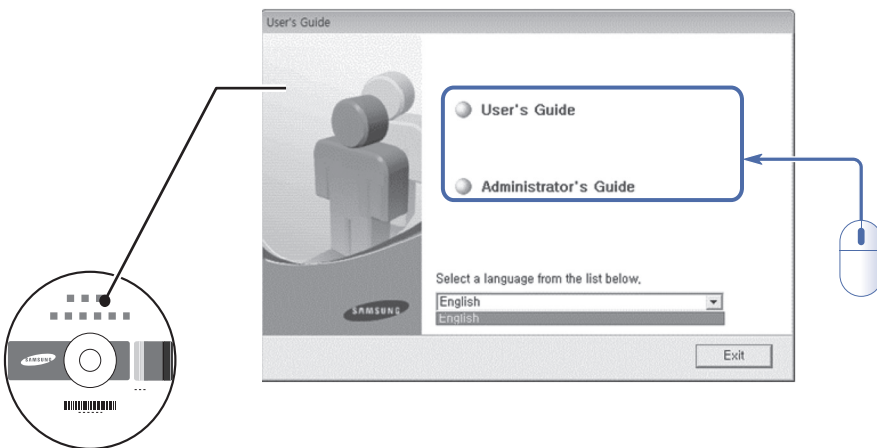 User's Guide
User's Guide
Administrator's Guide
Select a language from the list below,
SAMSUNG
English
English
Exit
SAMSUNG